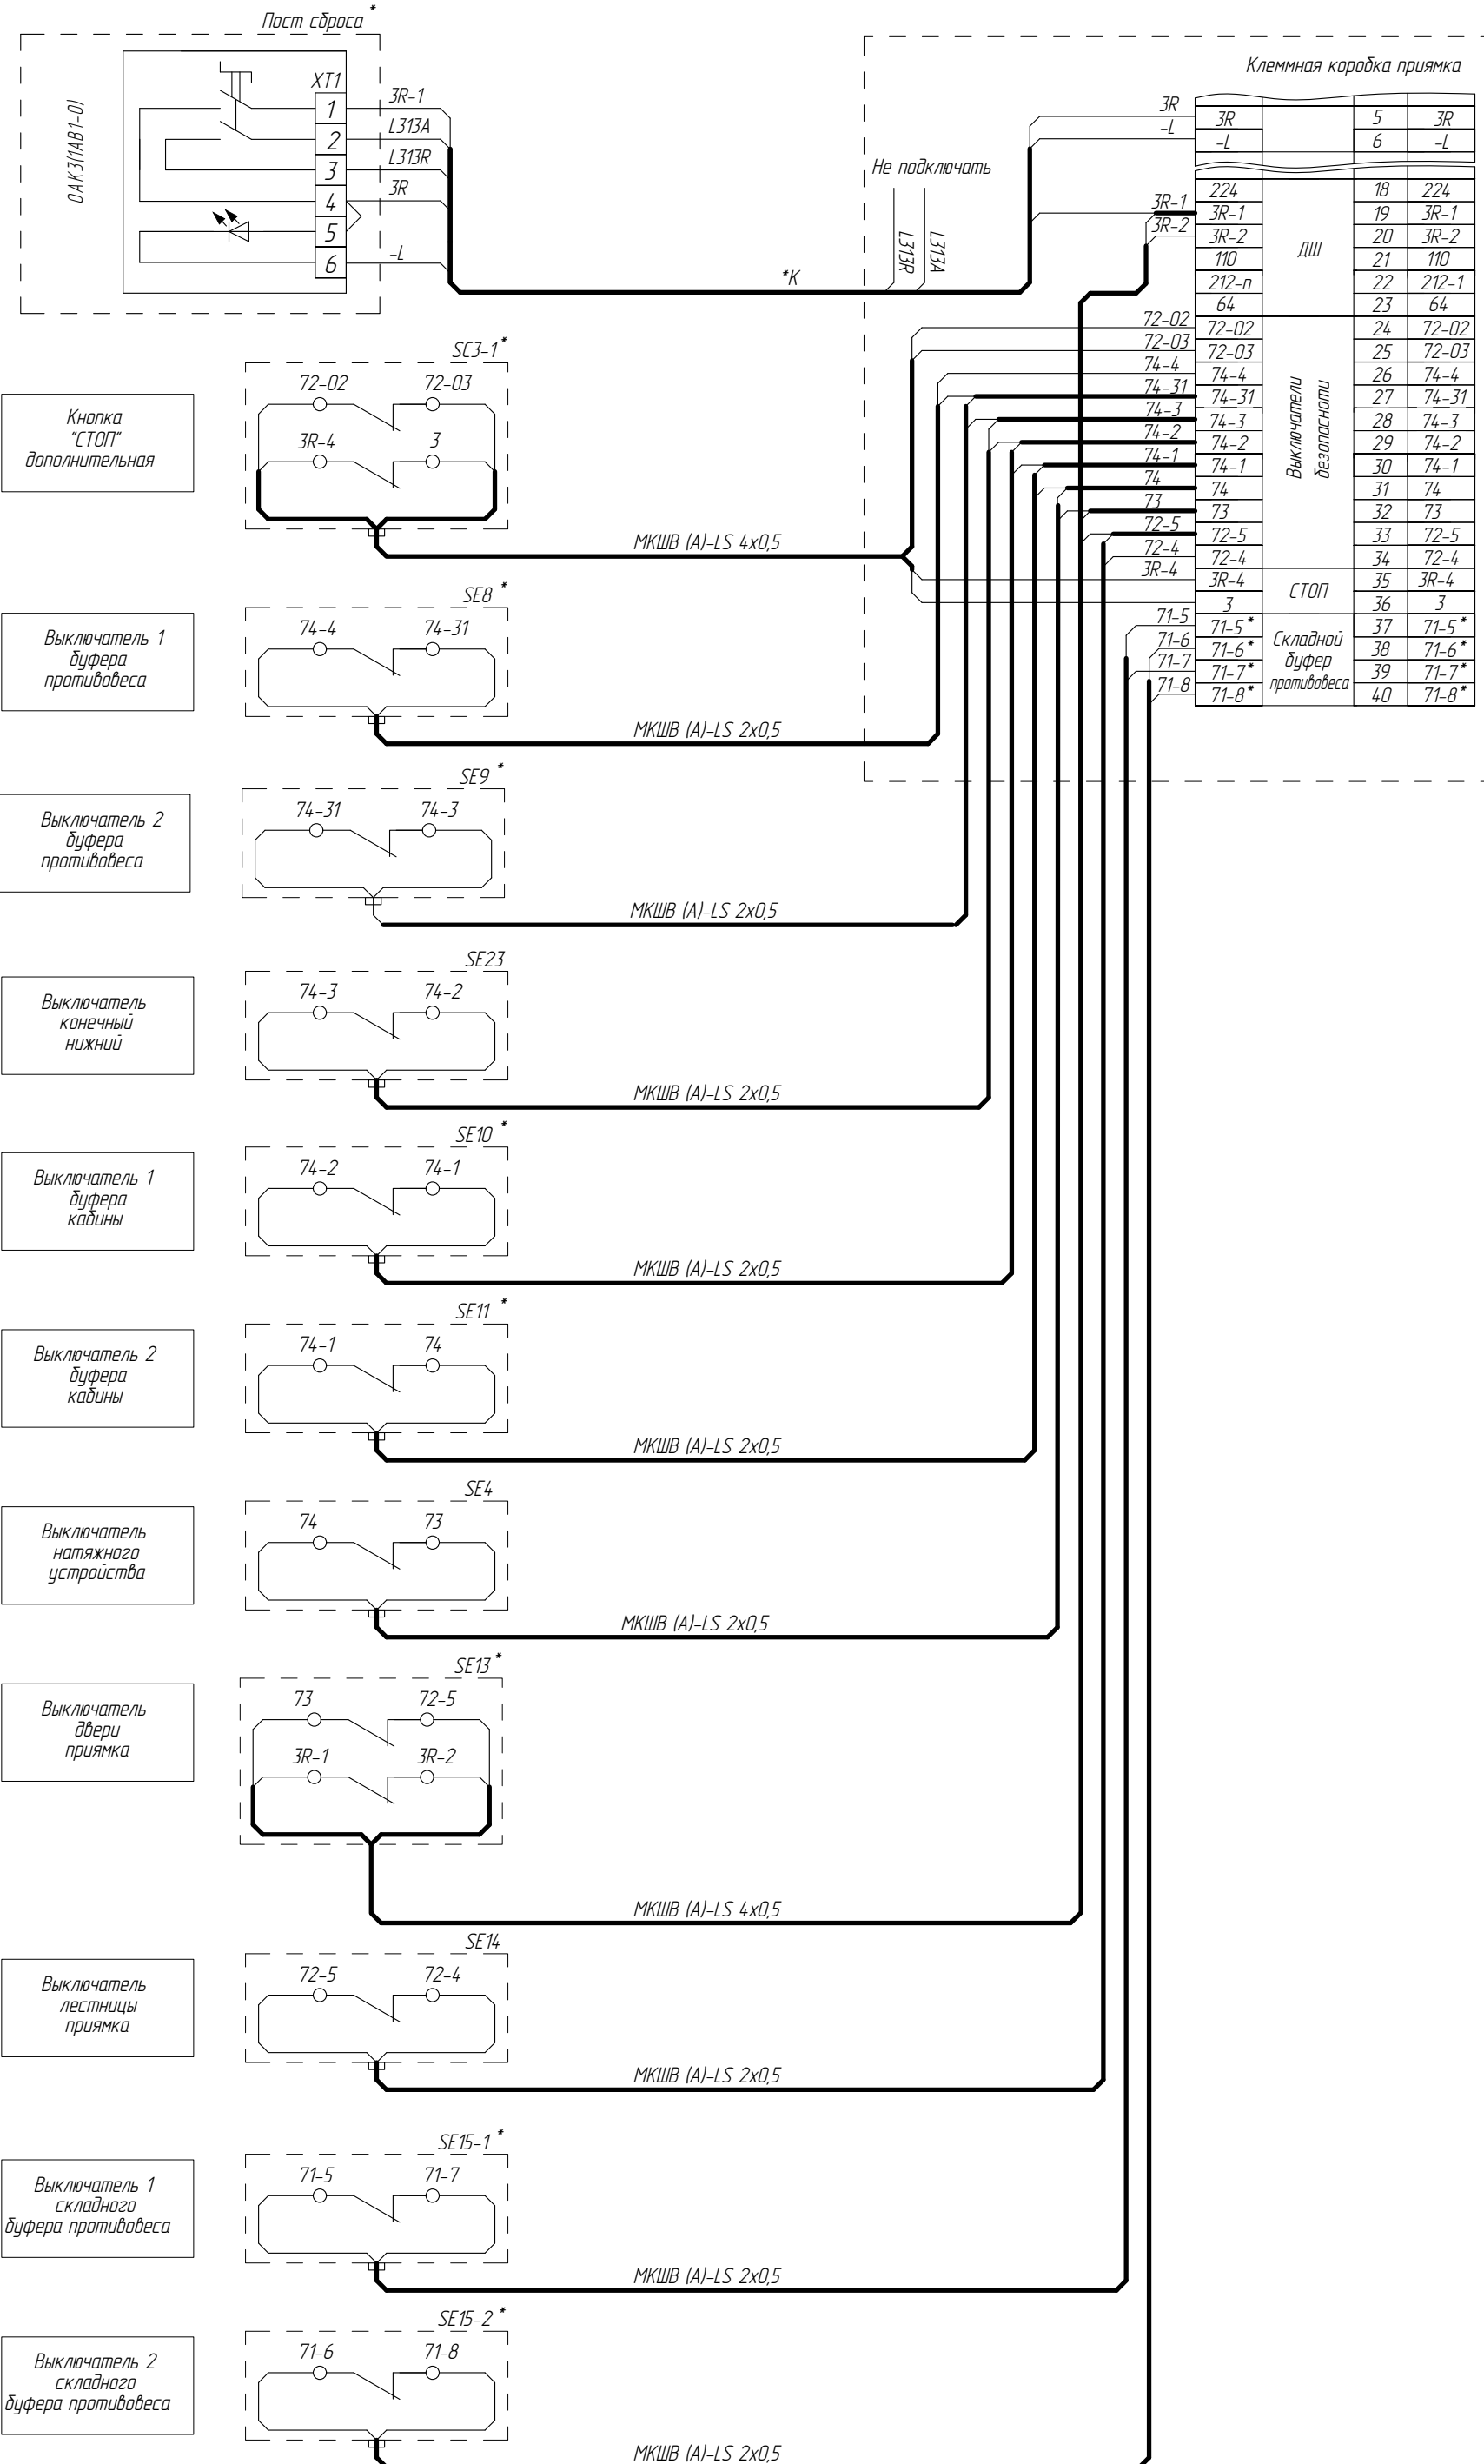 Пост сброса *
0АК3(1АВ1-0)
XT1
1
2
3
4
5
6
3R-1
L313A
L313R
3R
-L
*К
Не подключать
L313R
L313A
Клеммная коробка приямка
3R
-L
3R-1
3R-2
72-02
72-03
74-4
74-31
74-3
74-2
74-1
74
73
72-5
72-4
3R-4
71-5
71-6
71-7
71-8
3R 5 3R
-L 6 -L
224 18 224
3R-1 19 3R-1
3R-2 20 3R-2
110 21 110
212-п 22 212-1
64 23 64
ДШ
72-02 24 72-02
72-03 25 72-03
74-4 26 74-4
74-31 27 74-31
74-3 28 74-3
74-2 29 74-2
74-1 30 74-1
74 31 74
73 32 73
72-5 33 72-5
72-4 34 72-4
Выключатели
безопасноти
3R-4 35 3R-4
3 36 3
СТОП
71-5* 37 71-5*
71-6* 38 71-6*
71-7* 39 71-7*
71-8* 40 71-8*
Складной
буфер
противовеса
Кнопка
"СТОП"
дополнительная
SC3-1*
72-02 72-03
3R-4 3
МКШВ (А)-LS 4х0,5
Выключатель 1
буфера
противовеса
SE8 *
74-4 74-31
МКШВ (А)-LS 2х0,5
Выключатель 2
буфера
противовеса
SE9 *
74-31 74-3
МКШВ (А)-LS 2х0,5
Выключатель
конечный
нижний
SE23
74-3 74-2
МКШВ (А)-LS 2х0,5
Выключатель 1
буфера
кабины
SE10 *
74-2 74-1
МКШВ (А)-LS 2х0,5
Выключатель 2
буфера
кабины
SE11 *
74-1 74
МКШВ (А)-LS 2х0,5
Выключатель
натяжного
устройства
SE4
74 73
МКШВ (А)-LS 2х0,5
Выключатель
двери
приямка
SE13 *
73 72-5
3R-1 3R-2
МКШВ (А)-LS 4х0,5
Выключатель
лестницы
приямка
SE14
72-5 72-4
МКШВ (А)-LS 2х0,5
Выключатель 1
складного
буфера противовеса
SE15-1 *
71-5 71-7
МКШВ (А)-LS 2х0,5
Выключатель 2
складного
буфера противовеса
SE15-2 *
71-6 71-8
МКШВ (А)-LS 2х0,5